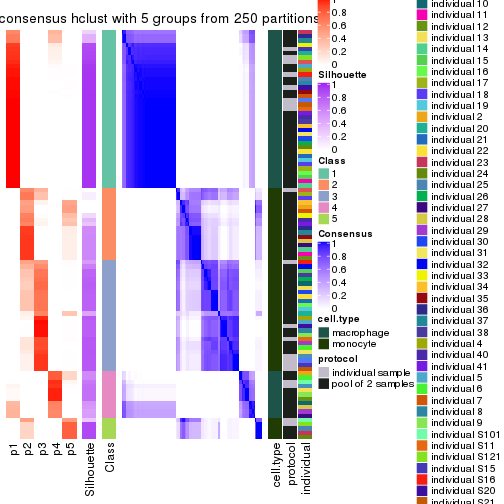 consensus hclust with 5 groups from 250 partitions
0.8
0.6
0.4
0.2
0
Silhouette
1
0.8
0.6
0.4
0.2
0
Class
1
2
3
4
5
Consensus
1
0.8
0.6
0.4
0.2
0
cell.type
macrophage
monocyte
protocol
individual sample
pool of 2 samples
p1
p2
p3
p4
p5
Silhouette
Class
cell.type
protocol
individual
individual 10
individual 11
individual 12
individual 13
individual 14
individual 15
individual 16
individual 17
individual 18
individual 19
individual 2
individual 20
individual 21
individual 22
individual 23
individual 24
individual 25
individual 26
individual 27
individual 28
individual 29
individual 30
individual 31
individual 32
individual 33
individual 34
individual 35
individual 36
individual 37
individual 38
individual 4
individual 40
individual 41
individual 5
individual 6
individual 7
individual 8
individual 9
individual S101
individual S11
individual S121
individual S15
individual S16
individual S20
individual S21